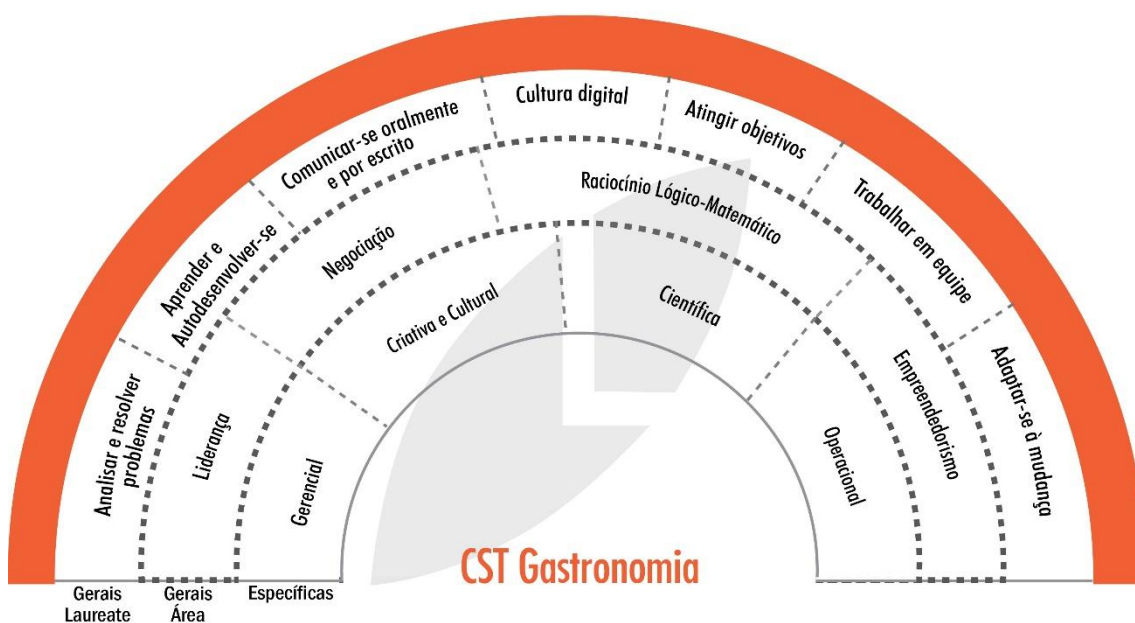 Analisar e resolver
problemas
Aprender e
Autodesenvolver-se
Comunicar-se oralmente
e por escrito
Cultura digital
Atingir objetivos
Trabalhar em equipe
Adaptar-se à mudança
Liderança
Negociação
Raciocínio Lógico-Matemático
Empreendedorismo
Gerencial
Criativa e Cultural
Científica
Operacional
CST Gastronomia
Gerais
Laureate
Gerais
Área
Específicas